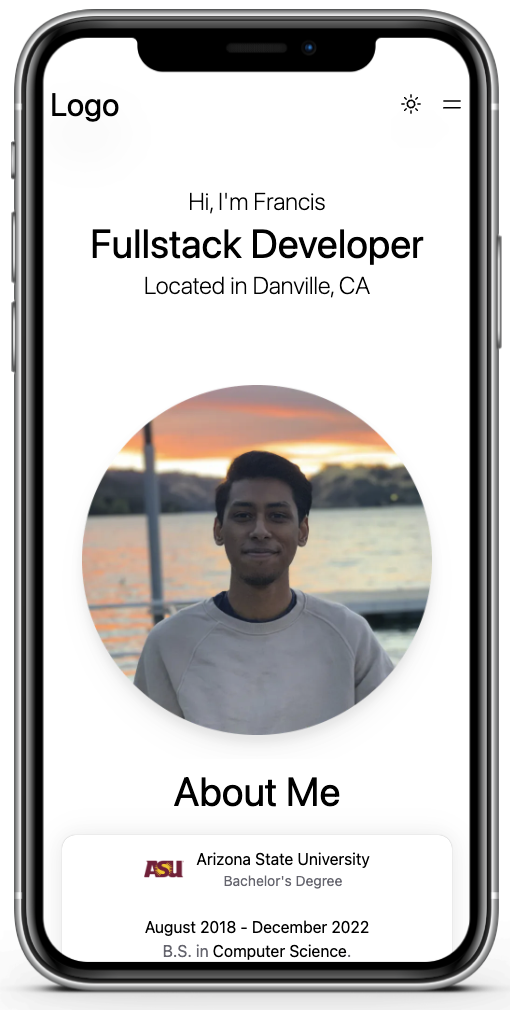 Logo
Hi, I'm Francis
Fullstack Developer
Located in Danville, CA
About Me
ASU
Arizona State University
Bachelor's Degree
August 2018 - December 2022
B.S. in Computer Science.